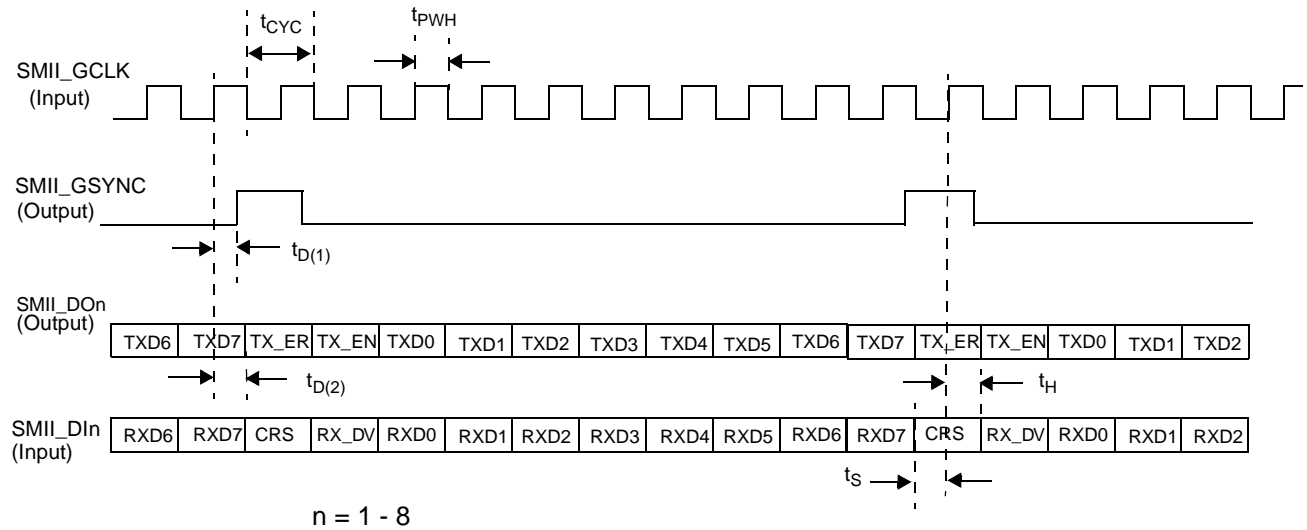 tCYC
tPWH
SMII_GCLK
(Input)
SMII_GSYNC
(Output)
tD(1)
SMII_DOn
(Output)
TXD6 TXD7 TX_ER TX_EN TXD0 TXD1 TXD2 TXD3 TXD4 TXD5 TXD6 TXD7 TX_ER TX_EN TXD0 TXD1 TXD2
tD(2)
tH
SMII_DIn
(Input)
RXD6 RXD7 CRS RX_DV RXD0 RXD1 RXD2 RXD3 RXD4 RXD5 RXD6 RXD7 CRS RX_DV RXD0 RXD1 RXD2
tS
n = 1 - 8